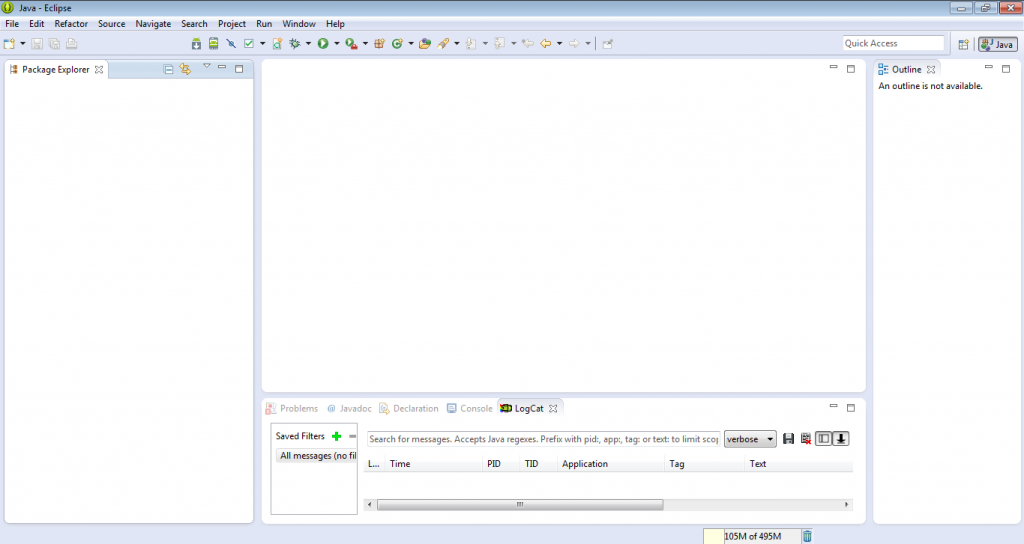 Java - Eclipse
File Edit Refactor Source Navigate Search Project Run Window Help
Quick Access
Java
Package Explorer
Outline
An outline is not available.
Problems @ Javadoc Declaration Console LogCat
Saved Filters
All messages (no fil
Search for messages. Accepts Java regexes. Prefix with pid:, app:, tag: or text: to limit scop
verbose
L... Time PID TID Application Tag Text
105M of 495M